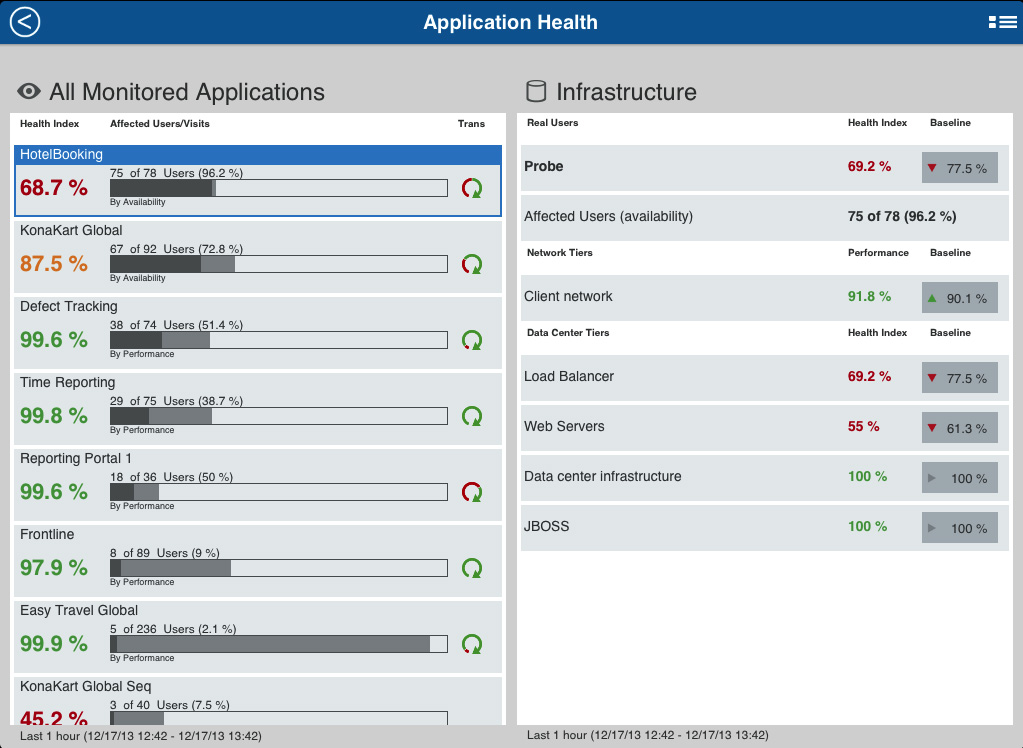 Application Health
All Monitored Applications
Health Index Affected Users/Visits Trans
HotelBooking
75 of 78 Users (96.2 %)
68.7 %
By Availability
KonaKart Global
67 of 92 Users (72.8 %)
87.5 %
By Availability
Defect Tracking
38 of 74 Users (51.4 %)
99.6 %
By Performance
Time Reporting
29 of 75 Users (38.7 %)
99.8 %
By Performance
Reporting Portal 1
18 of 36 Users (50 %)
99.6 %
By Performance
Frontline
8 of 89 Users (9 %)
97.9 %
By Performance
Easy Travel Global
5 of 236 Users (2.1 %)
99.9 %
By Performance
KonaKart Global Seq
3 of 40 Users (7.5 %)
45.2 %
Last 1 hour (12/17/13 12:42 - 12/17/13 13:42)
Infrastructure
Real Users Health Index Baseline
Probe 69.2 % 77.5 %
Affected Users (availability) 75 of 78 (96.2 %)
Network Tiers Performance Baseline
Client network 91.8 % 90.1 %
Data Center Tiers Health Index Baseline
Load Balancer 69.2 % 77.5 %
Web Servers 55 % 61.3 %
Data center infrastructure 100 % 100 %
JBOSS 100 % 100 %
Last 1 hour (12/17/13 12:42 - 12/17/13 13:42)